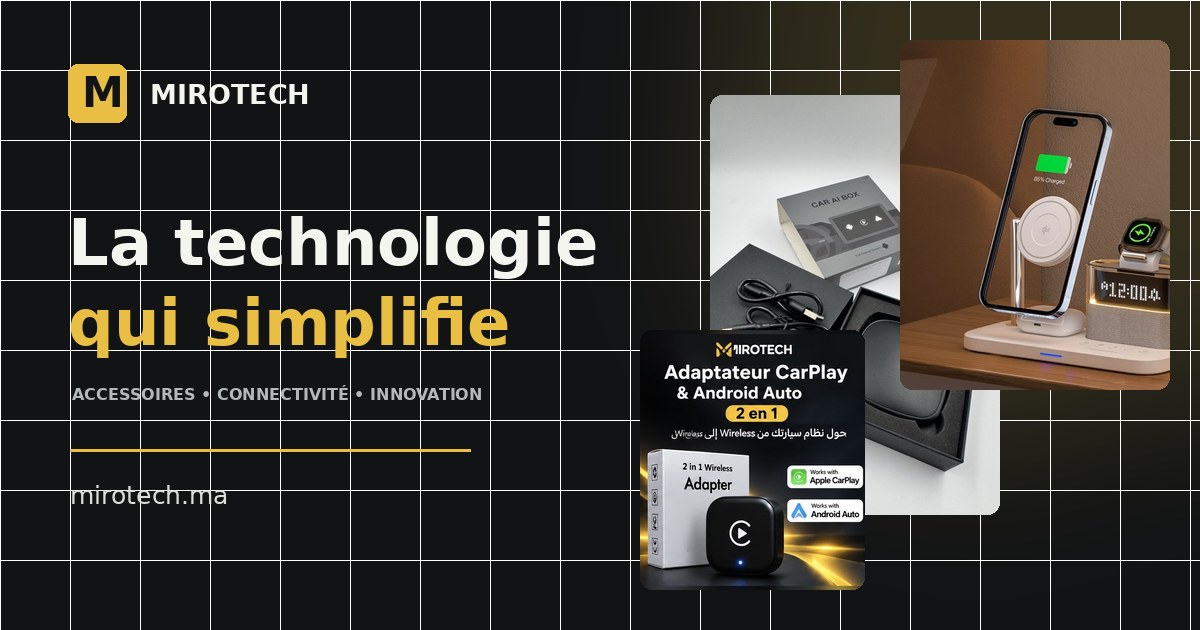 M
MIROTECH
La technologie
qui simplifie
ACCESSOIRES • CONNECTIVITÉ • INNOVATION
mirotech.ma
CAR AI BOX
85% Charged
12:00
MIROTECH
Adaptateur CarPlay
& Android Auto
2 en 1
حول نظام سيارتك من Wireless إلى Wireless
2 in 1 Wireless
Adapter
Works with
Apple CarPlay
Works with
Android Auto